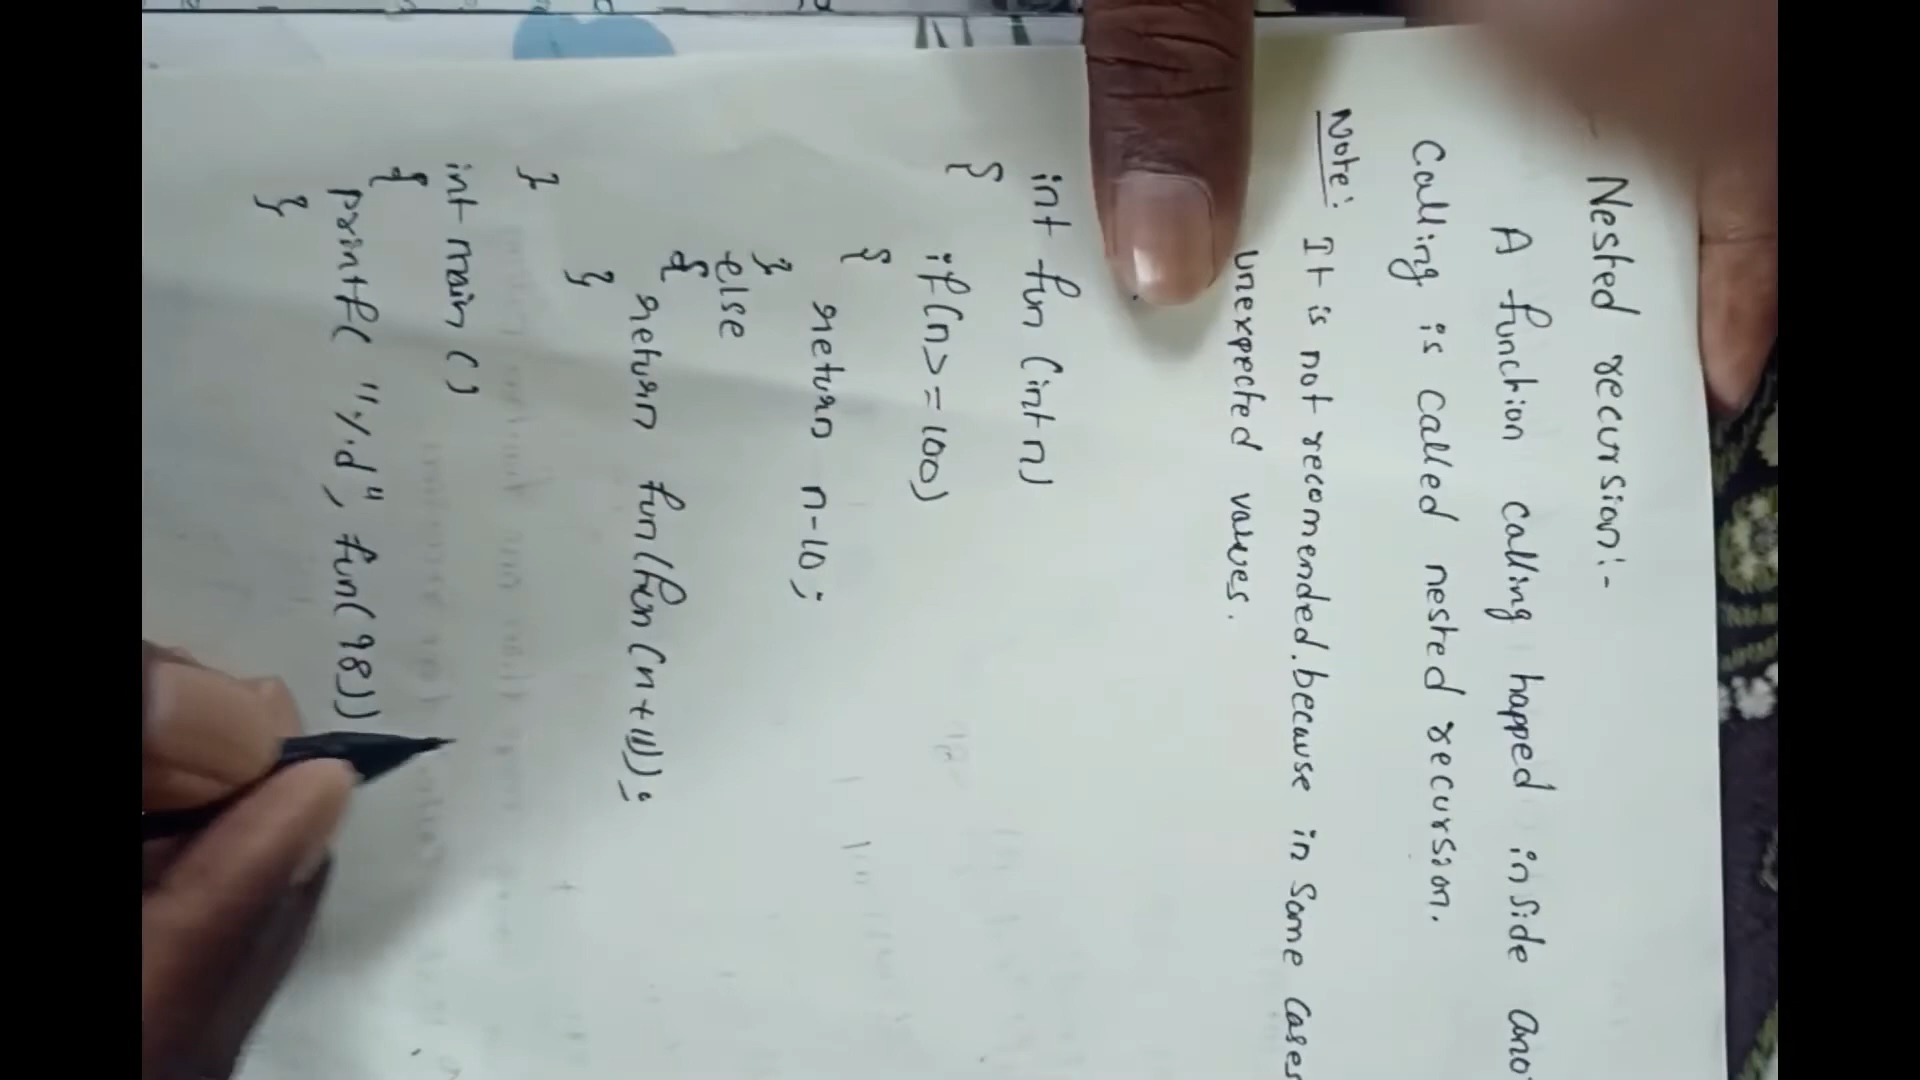 Nested recursion:-
A function calling happed inside ano
Calling is called nested recursion.
Note: It is not recomended. because in some cases
unexpected values.
int fun (int n)
{
if(n>=100)
{
return n-10;
}
else
{
return fun(fun(n+11));
}
}
int main ()
{
printf( "%d", fun(98))
}